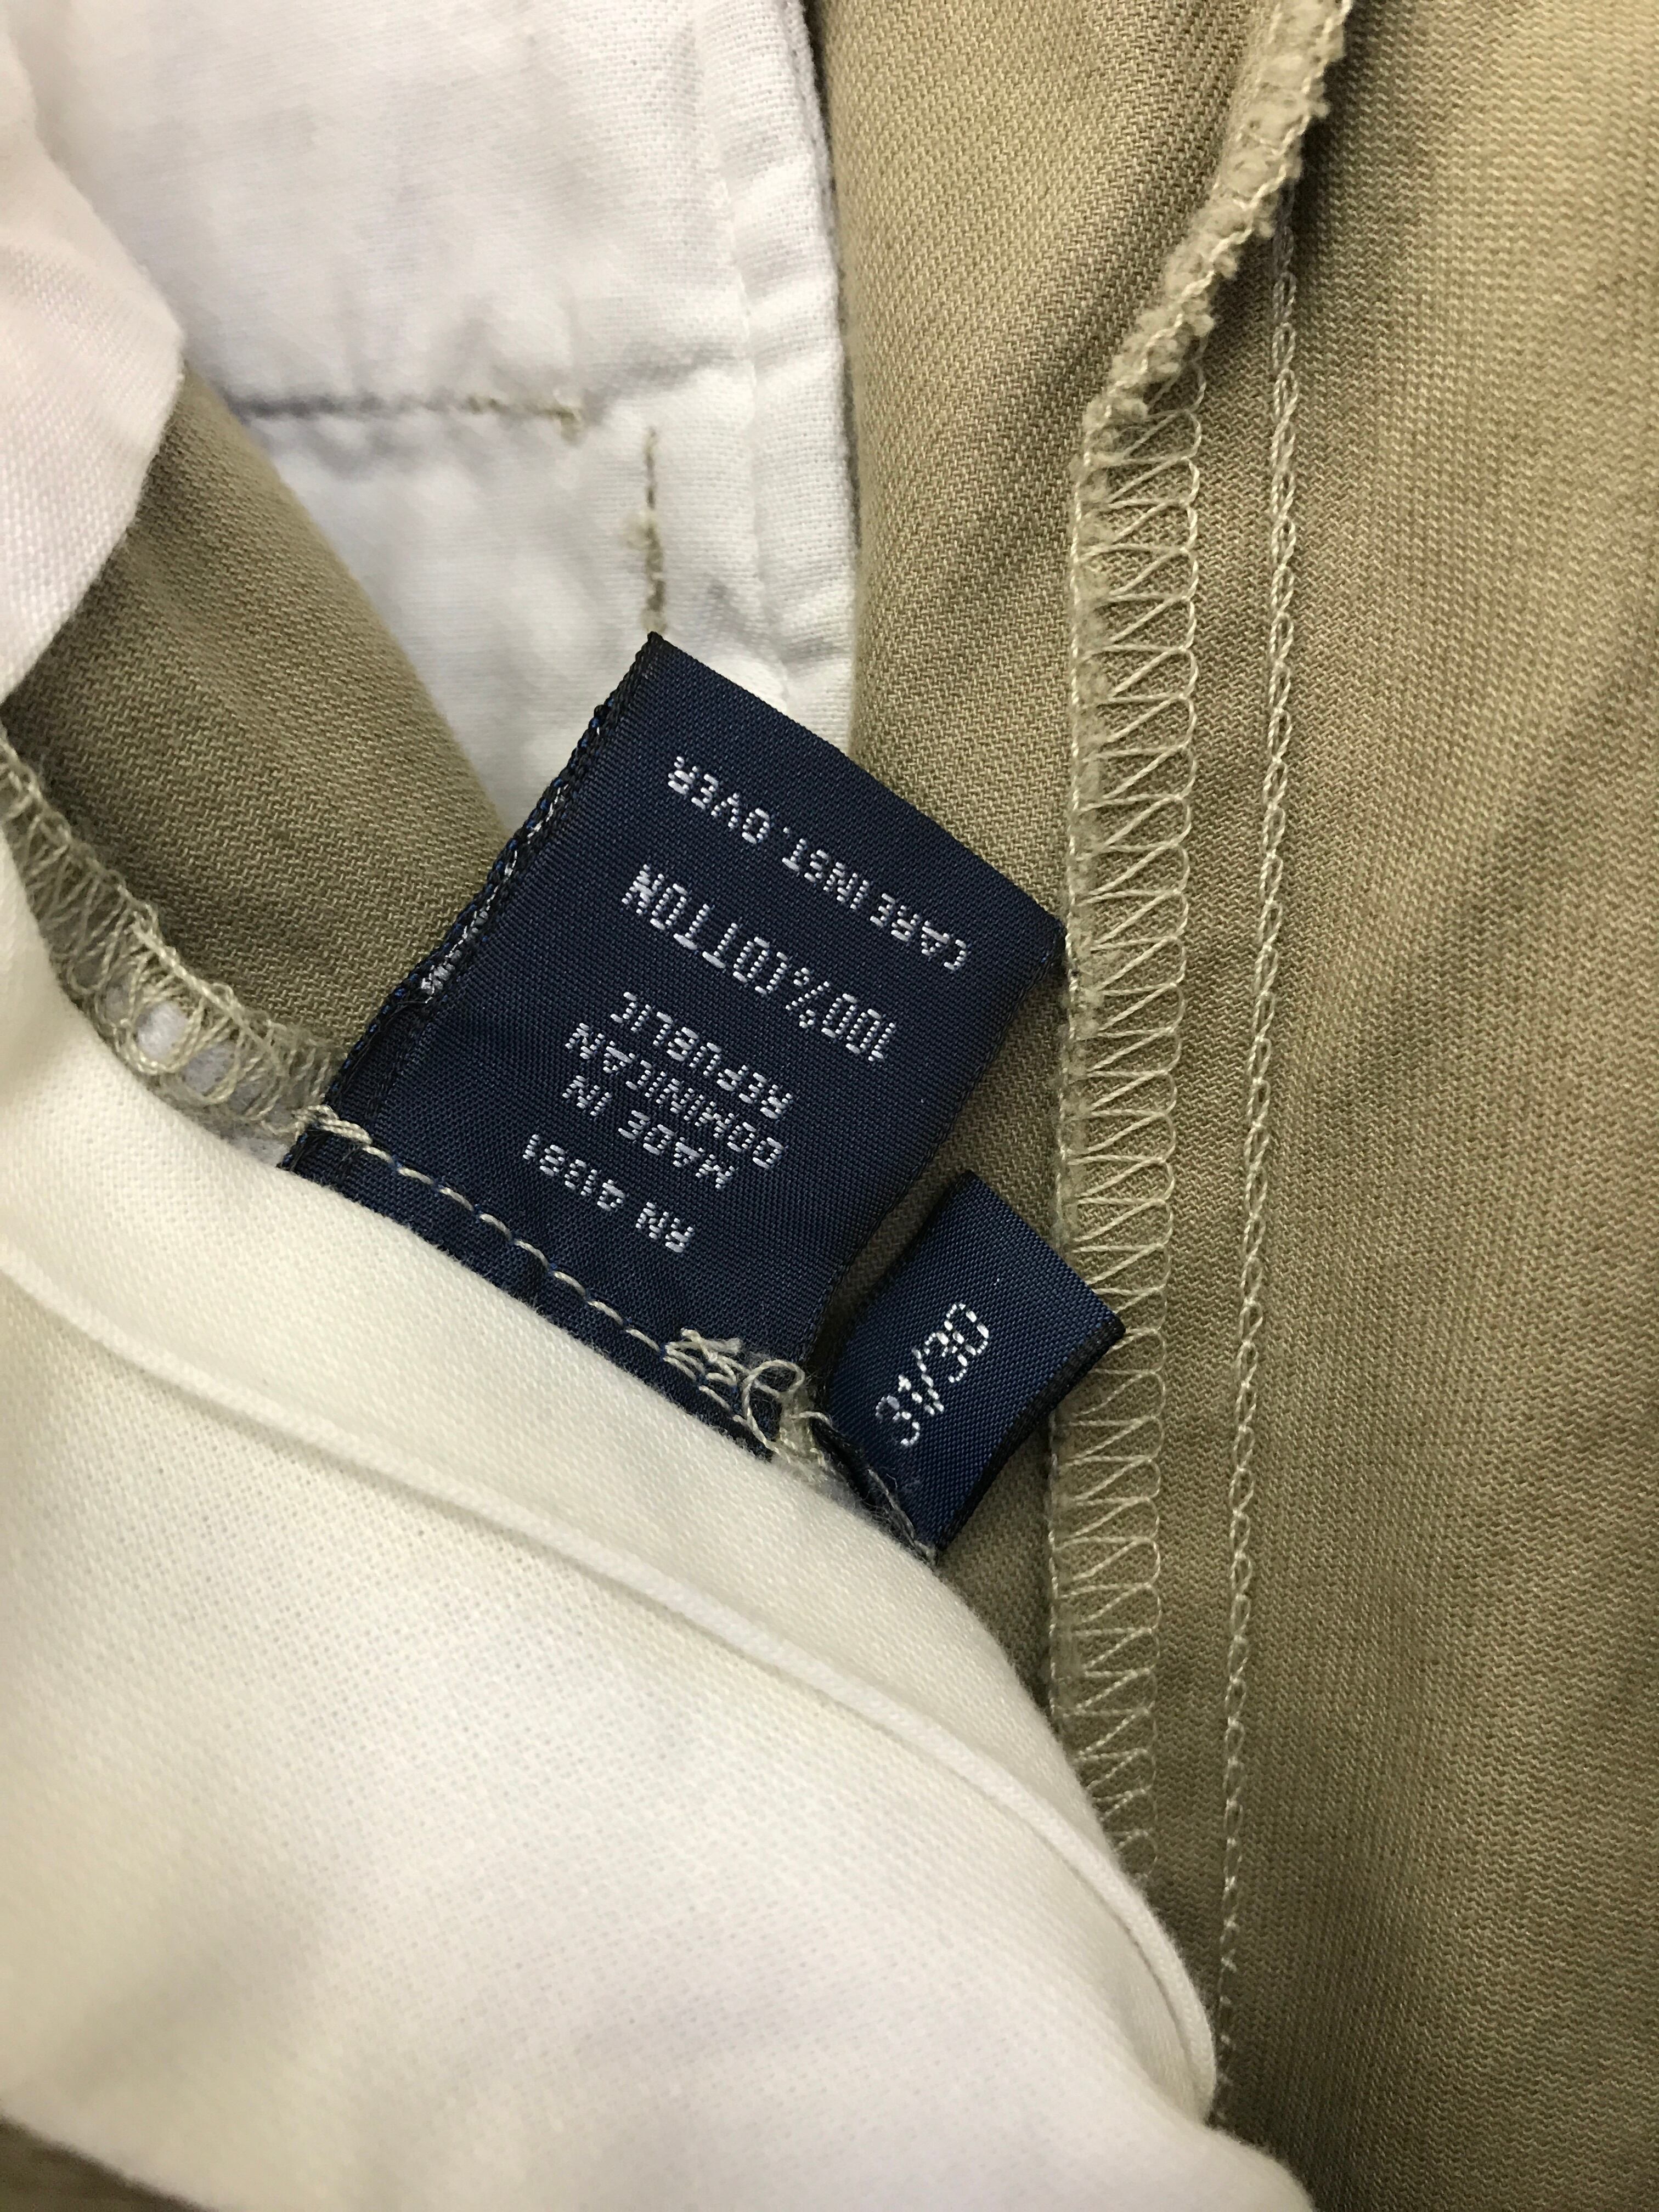 RN 41381
MADE IN
DOMINICAN
REPUBLIC
100% COTTON
CARE INST. OVER
31/30